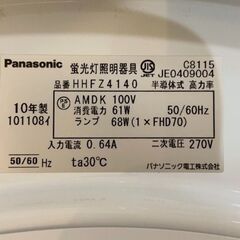 Panasonic 蛍光灯照明器具 JIS JET C8115
JE0409004
品番 HHFZ4140 半導体式 高力率
10年製
101108イ
PS E AMDK 100V
消費電力 61W 50/60Hz
ランプ 68W(1×FHD70)
入力電流 0.64A 二次電圧 270V
50/60 Hz ta30℃ パナソニック電工株式会社